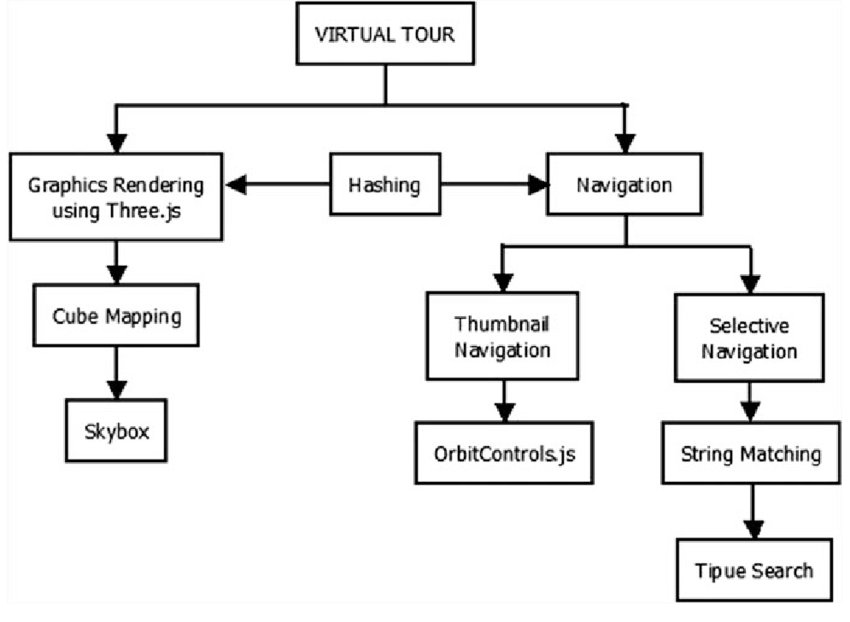 VIRTUAL TOUR
Graphics Rendering
using Three.js
Hashing
Navigation
Cube Mapping
Thumbnail
Navigation
Selective
Navigation
Skybox
OrbitControls.js
String Matching
Tipue Search